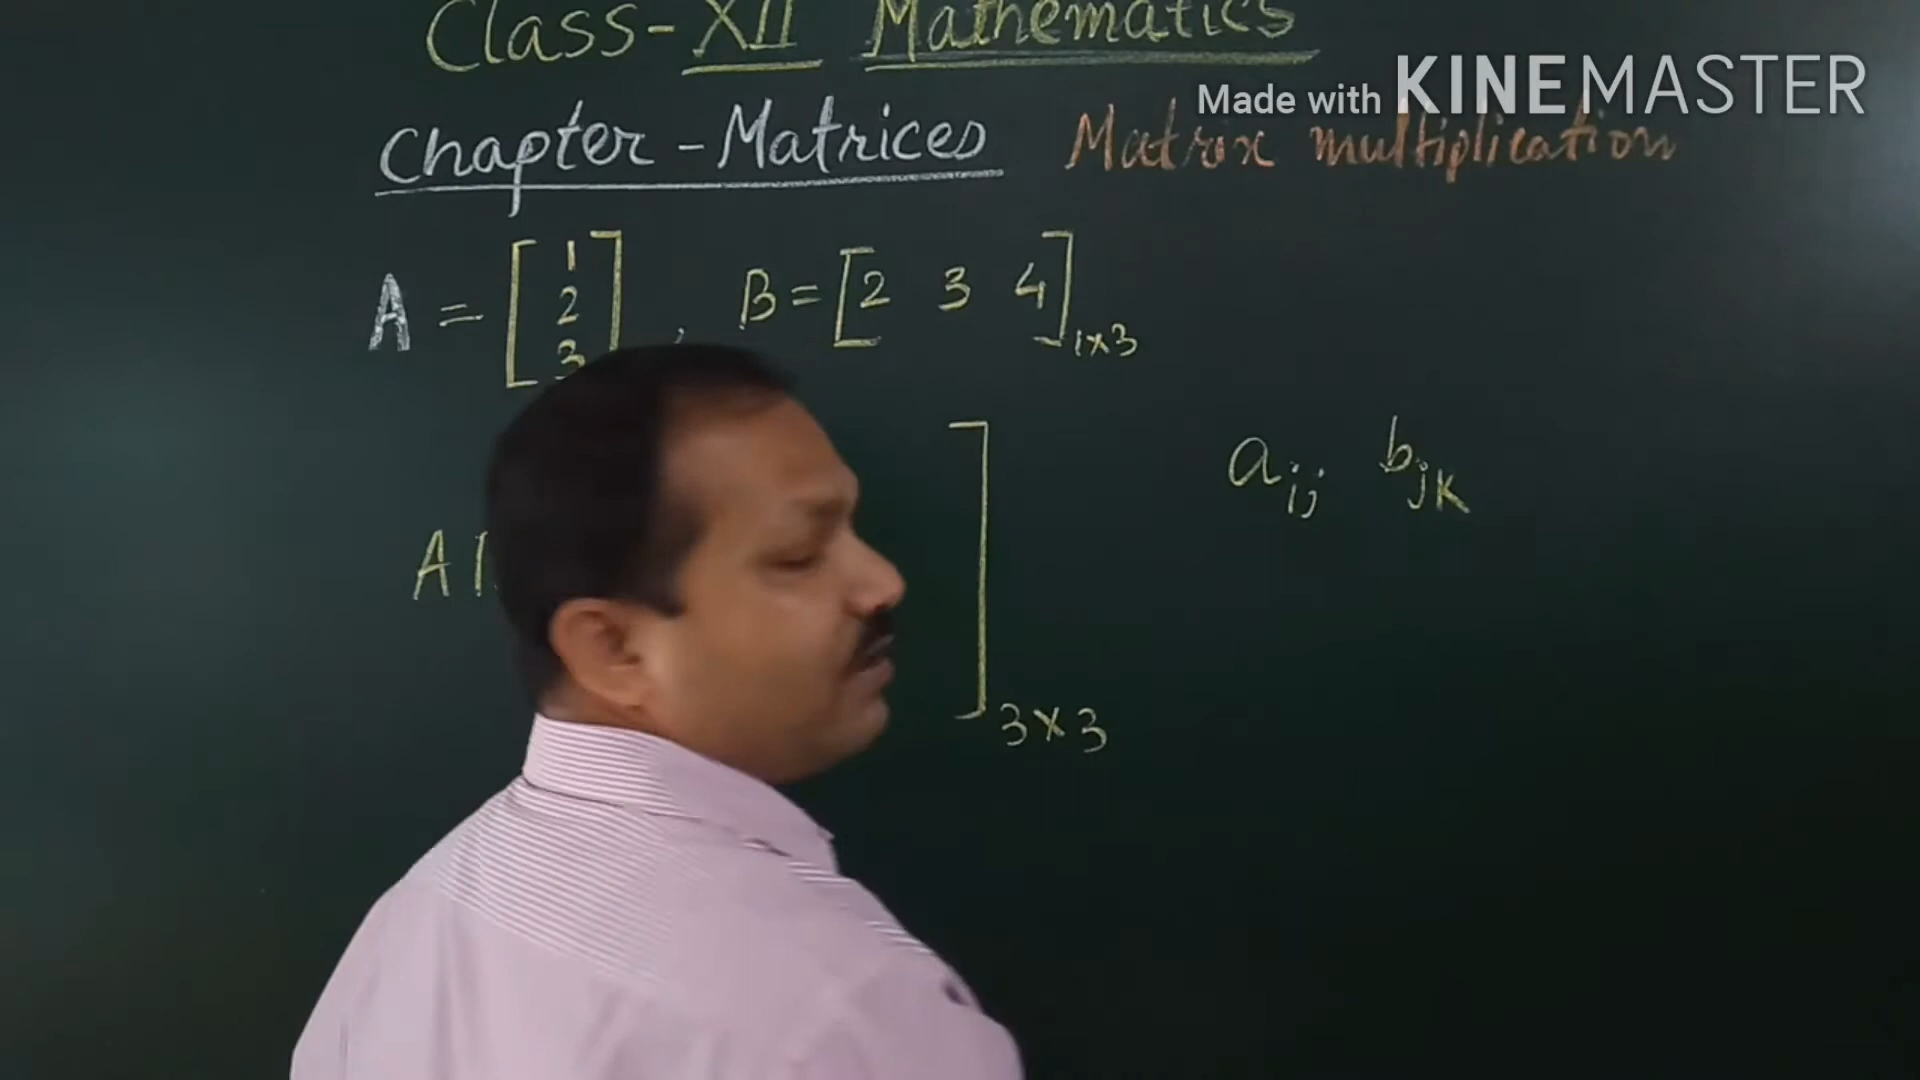 Class-XII Mathematics
Made with KINEMASTER
Chapter - Matrices Matrix multiplication
A = [1 2 3] , B = [2 3 4]1×3
aij bjk
A
]3×3